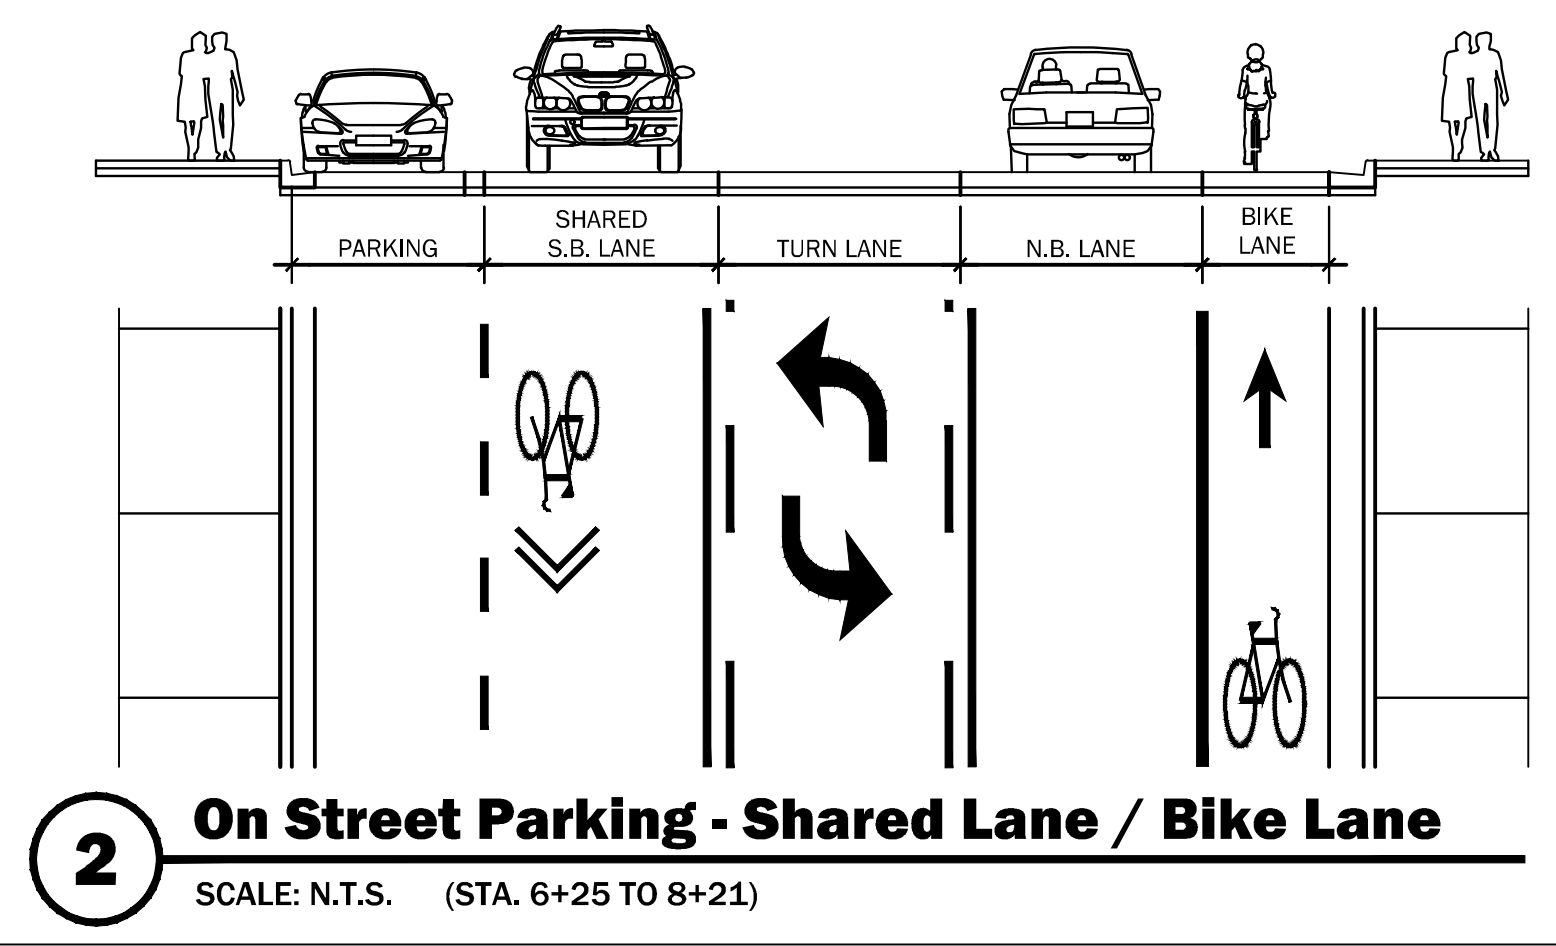 PARKING
SHARED
S.B. LANE
TURN LANE
N.B. LANE
BIKE
LANE
2
On Street Parking - Shared Lane / Bike Lane
SCALE: N.T.S. (STA. 6+25 TO 8+21)